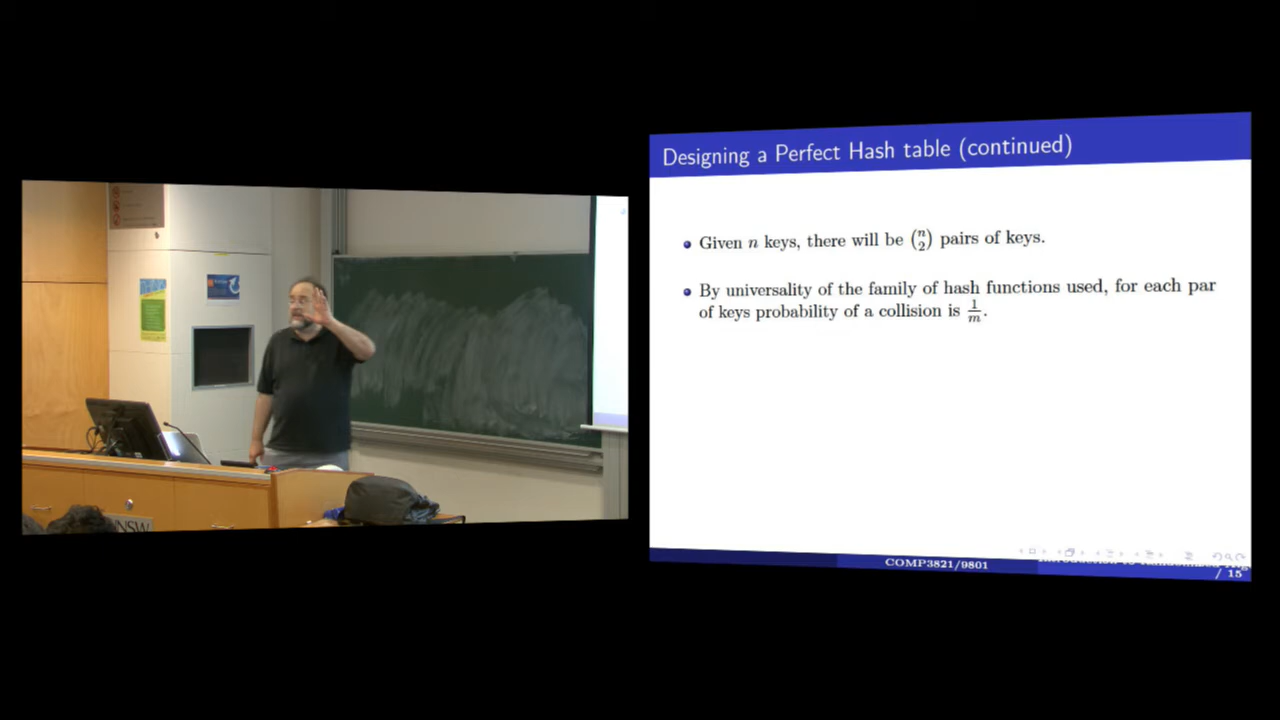 Designing a Perfect Hash table (continued)
Given n keys, there will be (n 2) pairs of keys.
By universality of the family of hash functions used, for each par
of keys probability of a collision is 1/m.
COMP3821/9801
/ 15